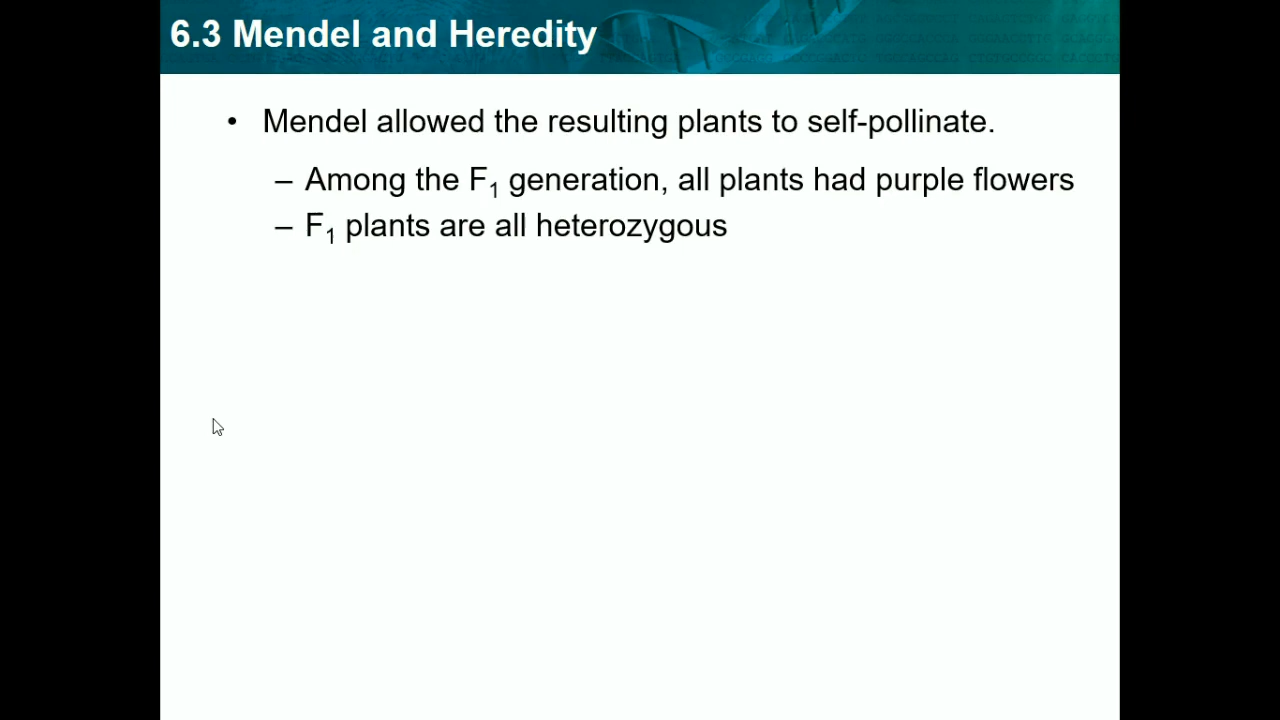 6.3 Mendel and Heredity
• Mendel allowed the resulting plants to self-pollinate.
– Among the F₁ generation, all plants had purple flowers
– F₁ plants are all heterozygous